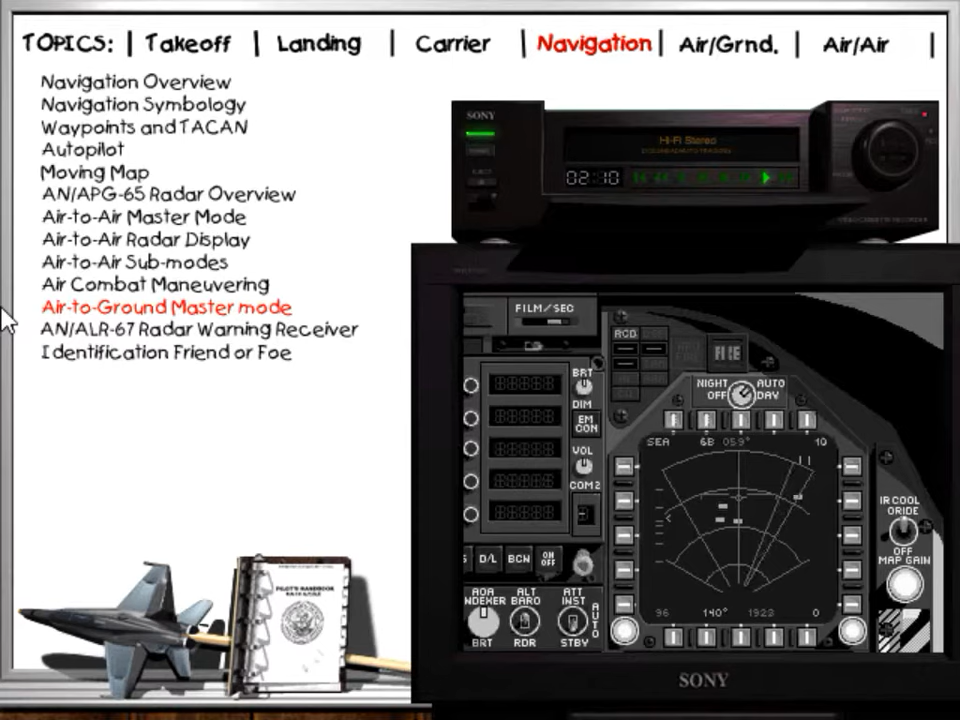 TOPICS: | Takeoff | Landing | Carrier | Navigation | Air/Grnd. | Air/Air |
Navigation Overview
Navigation Symbology
Waypoints and TACAN
Autopilot
Moving Map
AN/APG-65 Radar Overview
Air-to-Air Master Mode
Air-to-Air Radar Display
Air-to-Air Sub-modes
Air Combat Maneuvering
Air-to-Ground Master mode
AN/ALR-67 Radar Warning Receiver
Identification Friend or Foe
SONY
Hi-Fi Stereo
02:10
FILM/SEC
RCD
BRT
DIM
EM CON
VOL
COM 2
NIGHT
OFF
AUTO
DAY
SEA 6B 059° 10
96 140° 1923 0
IR COOL
ORIDE
OFF
MAP GAIN
D/L BCN ON OFF
AOA
ALT
BARO
ATT
INST
AUTO
BRT RDR STBY
PILOT'S HANDBOOK
SONY